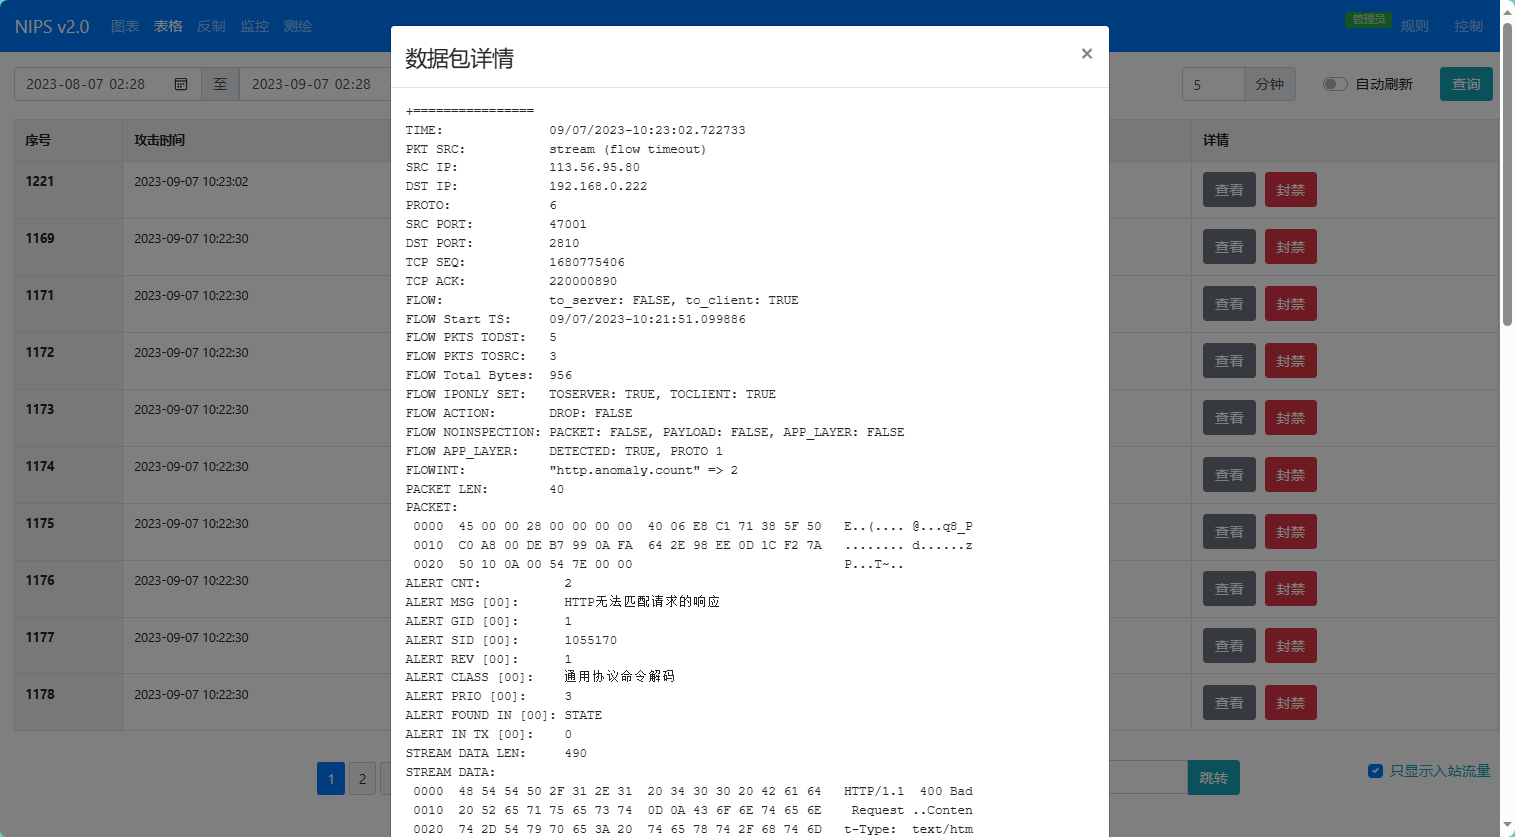 NIPS v2.0 图表 表格 反制 监控 测绘 管理员 规则 控制
2023-08-07 02:28 至 2023-09-07 02:28 5 分钟 自动刷新 查询
序号 攻击时间 详情
1221 2023-09-07 10:23:02 查看 封禁
1169 2023-09-07 10:22:30 查看 封禁
1171 2023-09-07 10:22:30 查看 封禁
1172 2023-09-07 10:22:30 查看 封禁
1173 2023-09-07 10:22:30 查看 封禁
1174 2023-09-07 10:22:30 查看 封禁
1175 2023-09-07 10:22:30 查看 封禁
1176 2023-09-07 10:22:30 查看 封禁
1177 2023-09-07 10:22:30 查看 封禁
1178 2023-09-07 10:22:30 查看 封禁
1 2 跳转 只显示入站流量
数据包详情 ×
+================
TIME: 09/07/2023-10:23:02.722733
PKT SRC: stream (flow timeout)
SRC IP: 113.56.95.80
DST IP: 192.168.0.222
PROTO: 6
SRC PORT: 47001
DST PORT: 2810
TCP SEQ: 1680775406
TCP ACK: 220000890
FLOW: to_server: FALSE, to_client: TRUE
FLOW Start TS: 09/07/2023-10:21:51.099886
FLOW PKTS TODST: 5
FLOW PKTS TOSRC: 3
FLOW Total Bytes: 956
FLOW IPONLY SET: TOSERVER: TRUE, TOCLIENT: TRUE
FLOW ACTION: DROP: FALSE
FLOW NOINSPECTION: PACKET: FALSE, PAYLOAD: FALSE, APP_LAYER: FALSE
FLOW APP_LAYER: DETECTED: TRUE, PROTO 1
FLOWINT: "http.anomaly.count" => 2
PACKET LEN: 40
PACKET:
0000 45 00 00 28 00 00 00 00 40 06 E8 C1 71 38 5F 50 E..(.... @...q8_P
0010 C0 A8 00 DE B7 99 0A FA 64 2E 98 EE 0D 1C F2 7A ........ d......z
0020 50 10 0A 00 54 7E 00 00 P...T~..
ALERT CNT: 2
ALERT MSG [00]: HTTP无法匹配请求的响应
ALERT GID [00]: 1
ALERT SID [00]: 1055170
ALERT REV [00]: 1
ALERT CLASS [00]: 通用协议命令解码
ALERT PRIO [00]: 3
ALERT FOUND IN [00]: STATE
ALERT IN TX [00]: 0
STREAM DATA LEN: 490
STREAM DATA:
0000 48 54 54 50 2F 31 2E 31 20 34 30 30 20 42 61 64 HTTP/1.1 400 Bad
0010 20 52 65 71 75 65 73 74 0D 0A 43 6F 6E 74 65 6E Request ..Conten
0020 74 2D 54 79 70 65 3A 20 74 65 78 74 2F 68 74 6D t-Type: text/htm